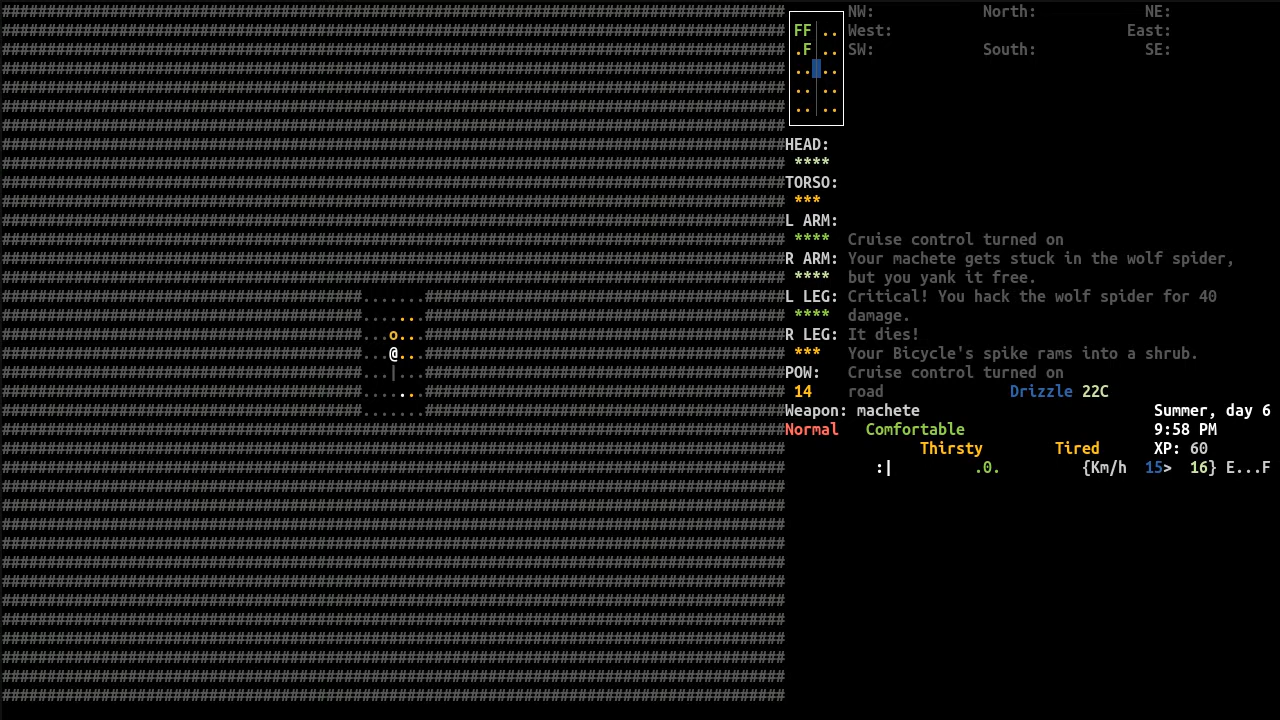 NW: North: NE:
FF .. West: East:
.F .. SW: South: SE:
HEAD:
****
TORSO:
***
L ARM:
**** Cruise control turned on
R ARM: Your machete gets stuck in the wolf spider,
**** but you yank it free.
L LEG: Critical! You hack the wolf spider for 40
**** damage.
R LEG: It dies!
*** Your Bicycle's spike rams into a shrub.
POW: Cruise control turned on
14 road Drizzle 22C
Weapon: machete Summer, day 6
Normal Comfortable 9:58 PM
Thirsty Tired XP: 60
:| .0. {Km/h 15> 16} E...F